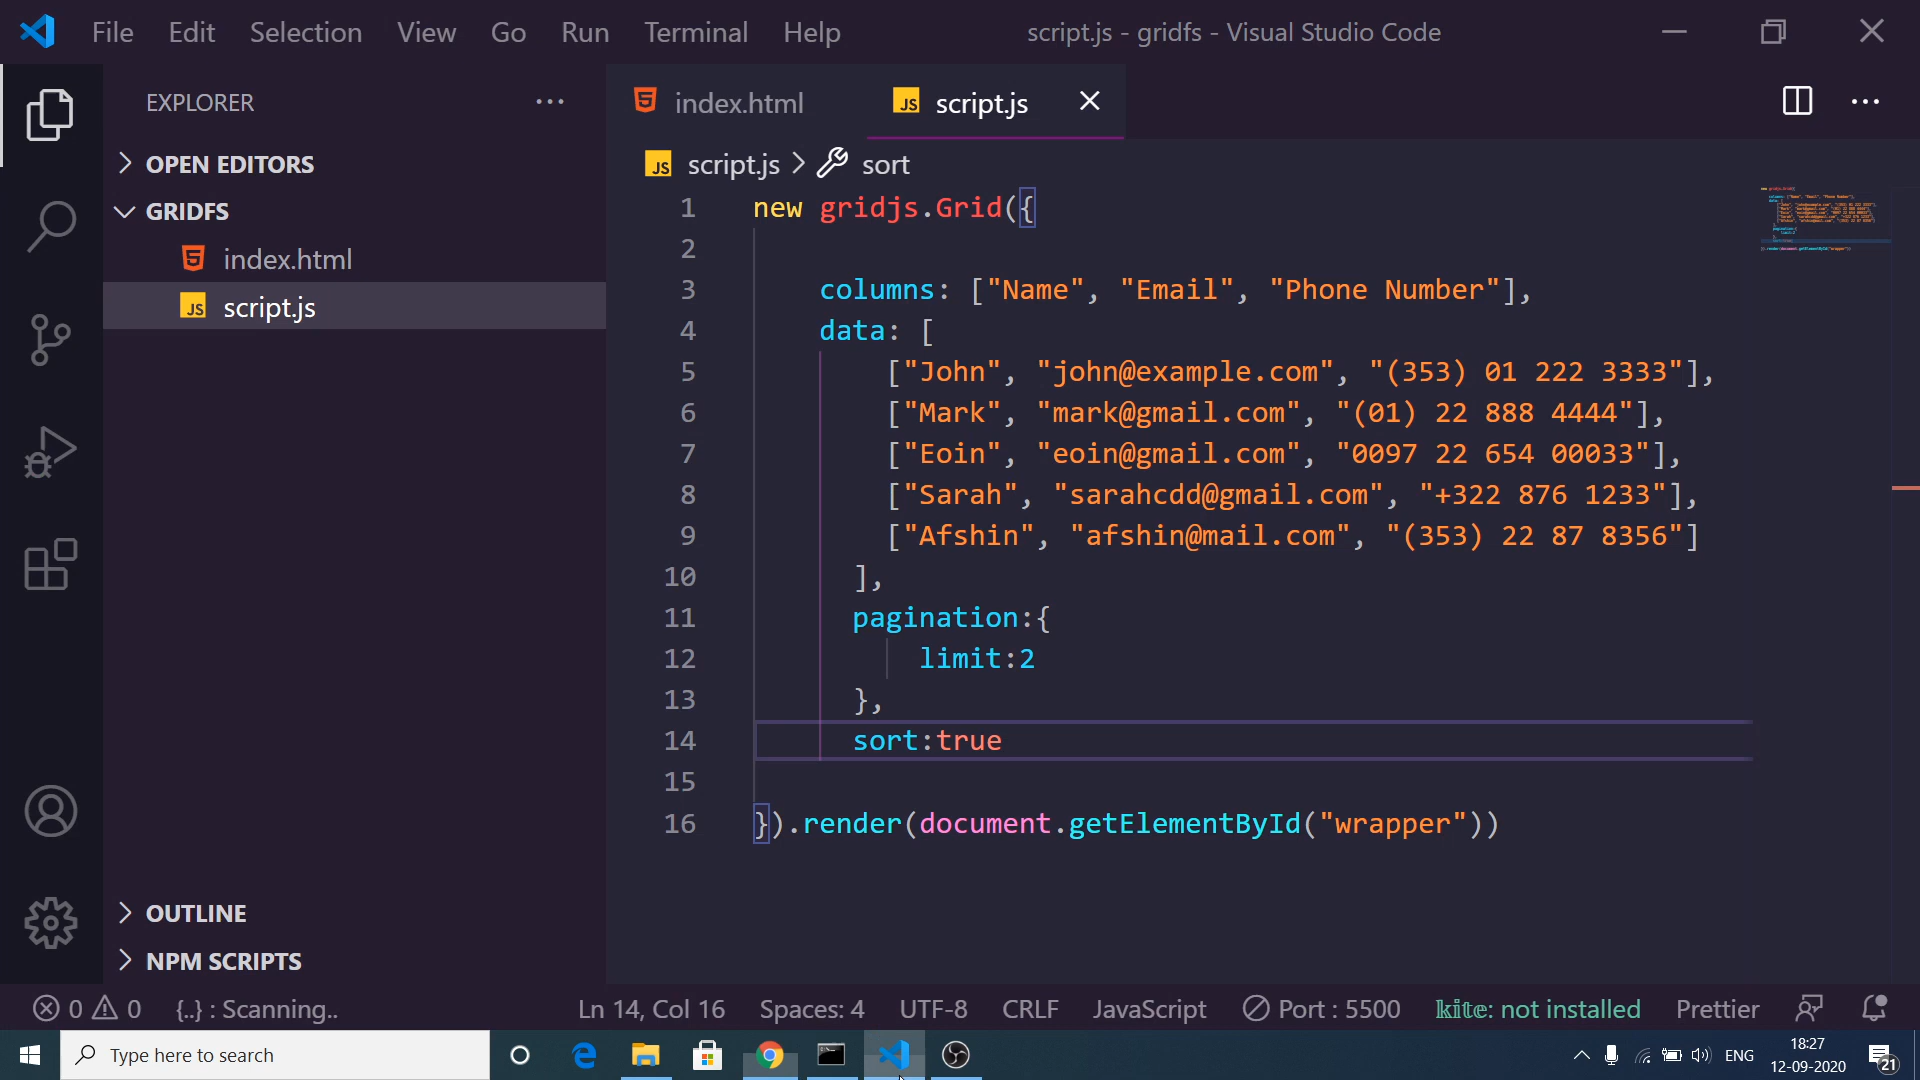 File Edit Selection View Go Run Terminal Help script.js - gridfs - Visual Studio Code
EXPLORER
OPEN EDITORS
GRIDFS
index.html
JS script.js
OUTLINE
NPM SCRIPTS
index.html JS script.js
JS script.js > sort
1 new gridjs.Grid({
2
3 columns: ["Name", "Email", "Phone Number"],
4 data: [
5 ["John", "john@example.com", "(353) 01 222 3333"],
6 ["Mark", "mark@gmail.com", "(01) 22 888 4444"],
7 ["Eoin", "eoin@gmail.com", "0097 22 654 00033"],
8 ["Sarah", "sarahcdd@gmail.com", "+322 876 1233"],
9 ["Afshin", "afshin@mail.com", "(353) 22 87 8356"]
10 ],
11 pagination:{
12 limit:2
13 },
14 sort:true
15
16 }).render(document.getElementById("wrapper"))
0 0 {..} : Scanning.. Ln 14, Col 16 Spaces: 4 UTF-8 CRLF JavaScript Port : 5500 kite: not installed Prettier
Type here to search
ENG
18:27
12-09-2020
21